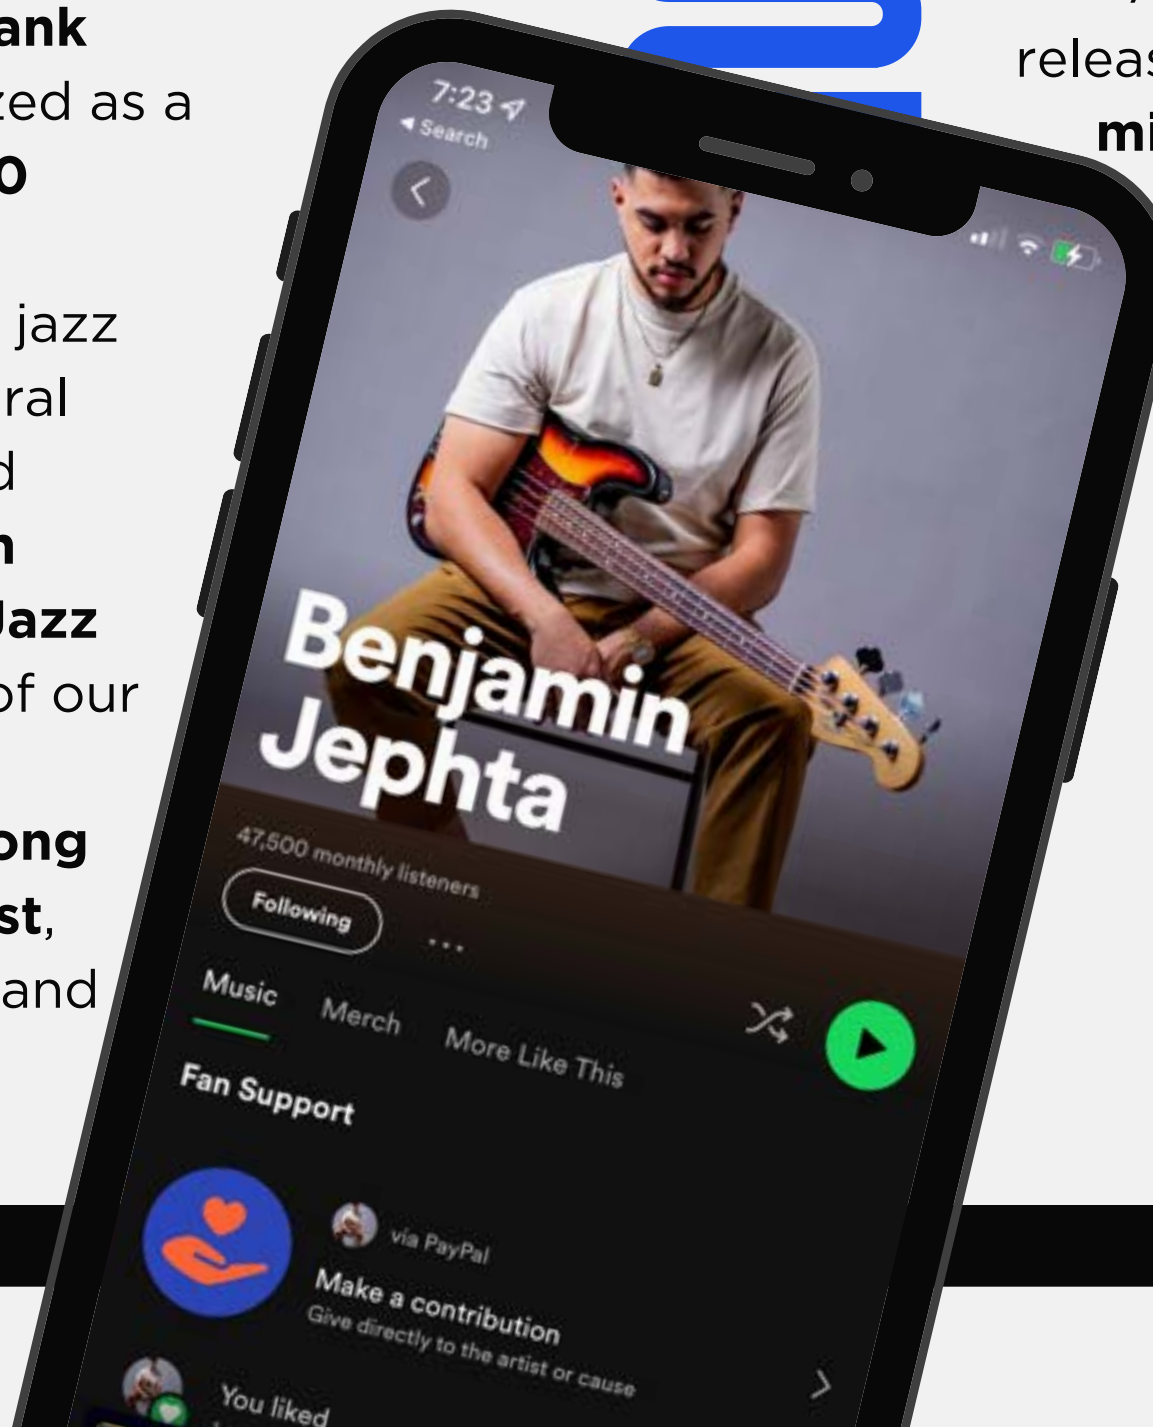 ank
zed as a
0
jazz
ral
d
n
Jazz
of our
ong
st,
and
releas
mi
7:23
Search
Benjamin
Jephta
47,500 monthly listeners
Following
Music
Merch
More Like This
Fan Support
via PayPal
Make a contribution
Give directly to the artist or cause
You liked